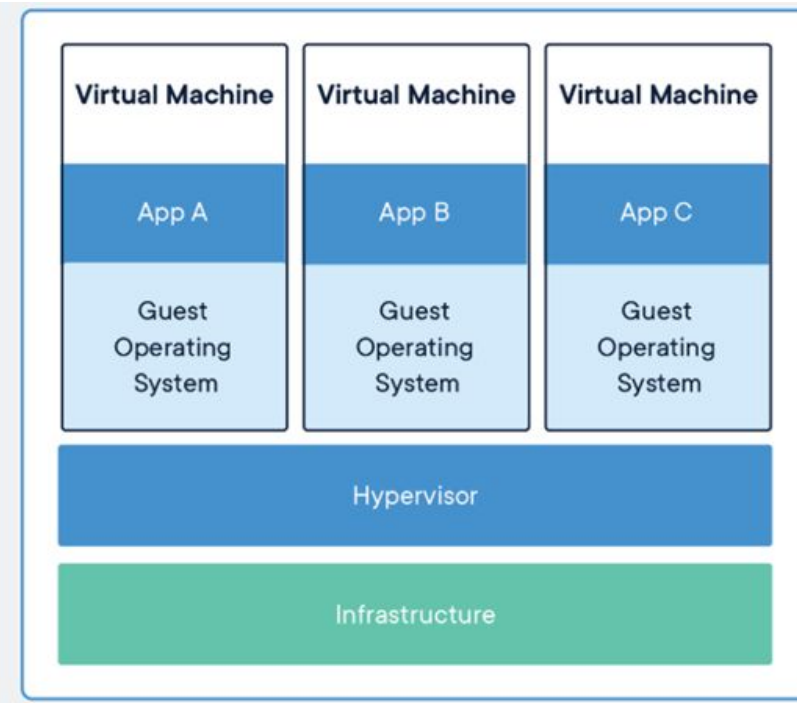 Virtual Machine
App A
Guest
Operating
System
Virtual Machine
App B
Guest
Operating
System
Virtual Machine
App C
Guest
Operating
System
Hypervisor
Infrastructure